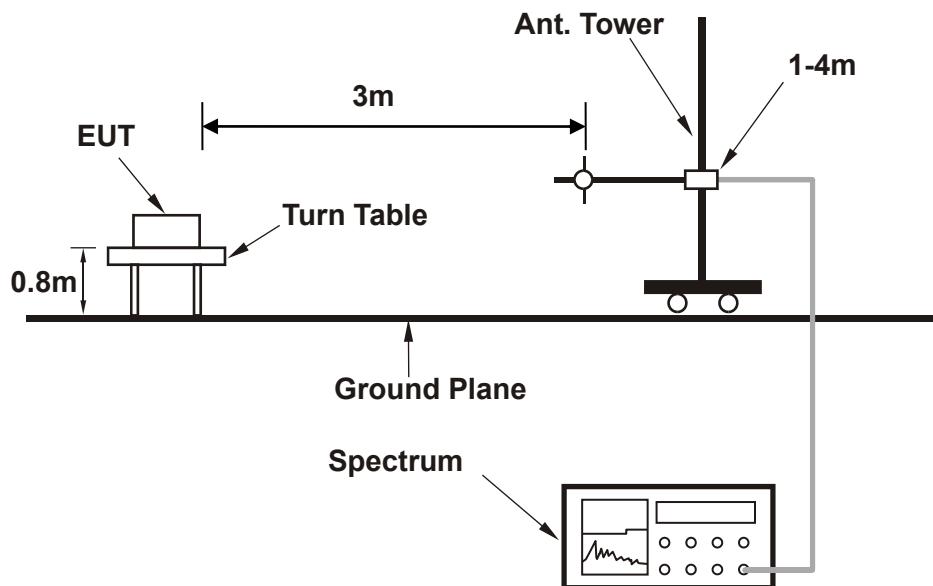 Ant. Tower
1-4m
3m
EUT
Turn Table
0.8m
Ground Plane
Spectrum